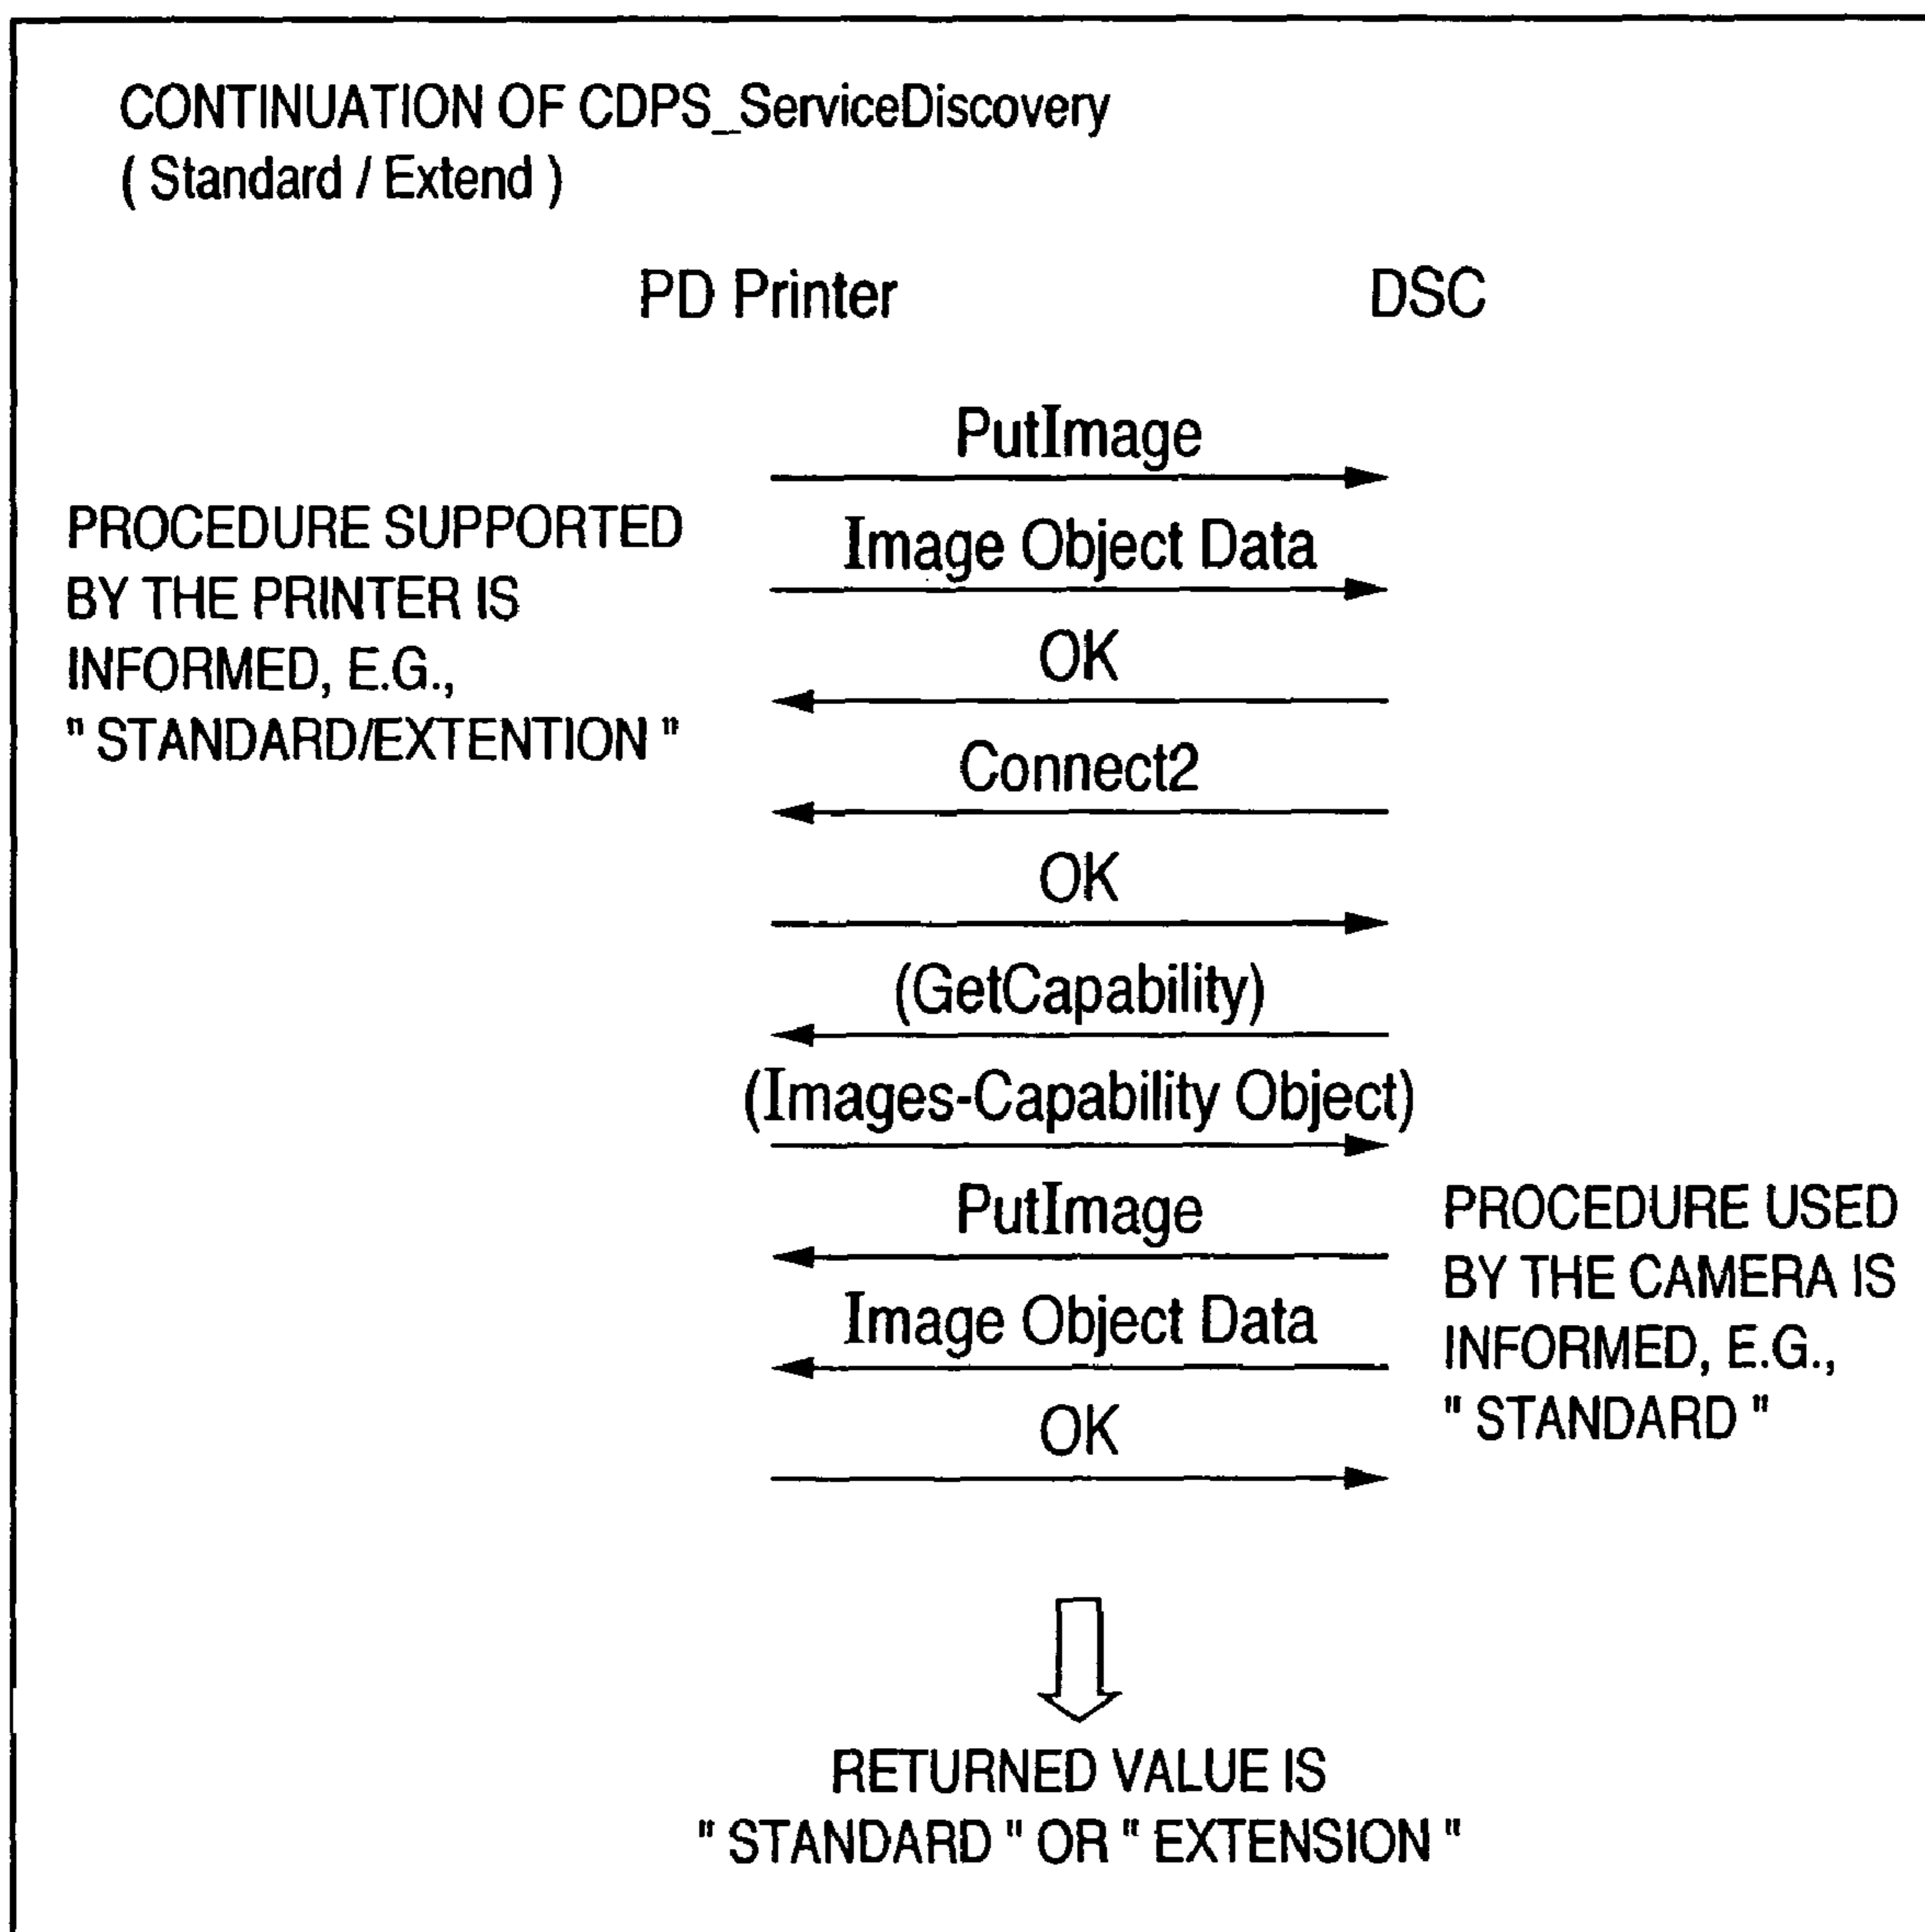 CONTINUATION OF CDPS_ServiceDiscovery
( Standard / Extend )
PD Printer
DSC
PutImage
PROCEDURE SUPPORTED
BY THE PRINTER IS
INFORMED, E.G.,
" STANDARD/EXTENTION "
Image Object Data
OK
Connect2
OK
(GetCapability)
(Images-Capability Object)
PutImage
Image Object Data
OK
PROCEDURE USED
BY THE CAMERA IS
INFORMED, E.G.,
" STANDARD "
RETURNED VALUE IS
" STANDARD " OR " EXTENSION "